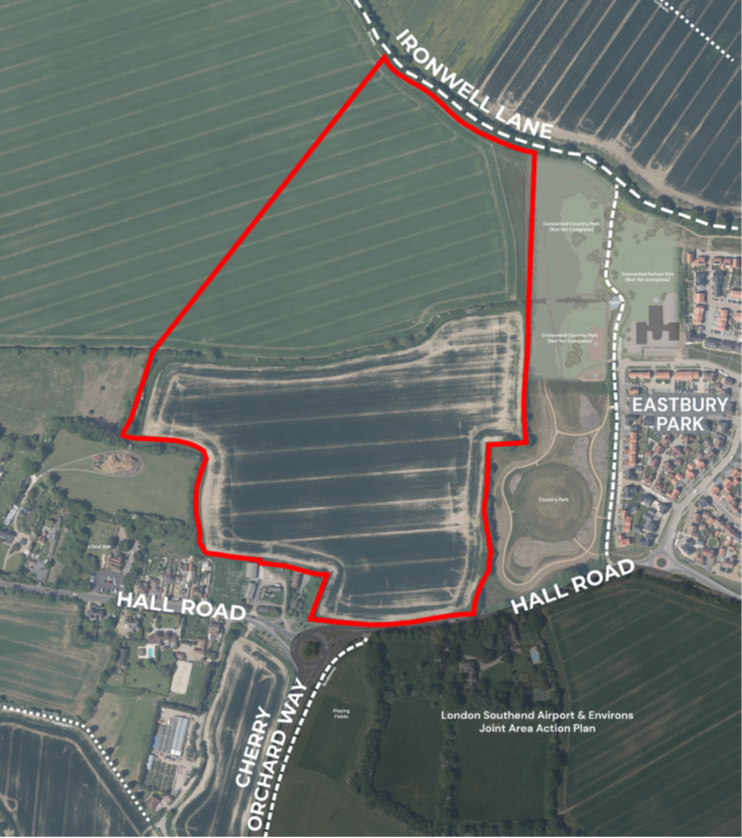 IRONWELL LANE
Consented Country Park
(Not Yet Complete)
Consented School Site
(Not Yet Complete)
Consented Country Park
(Not Yet Complete)
EASTBURY
PARK
Country Park
HALL ROAD
HALL ROAD
CHERRY
ORCHARD WAY
Playing
Fields
London Southend Airport & Environs
Joint Area Action Plan